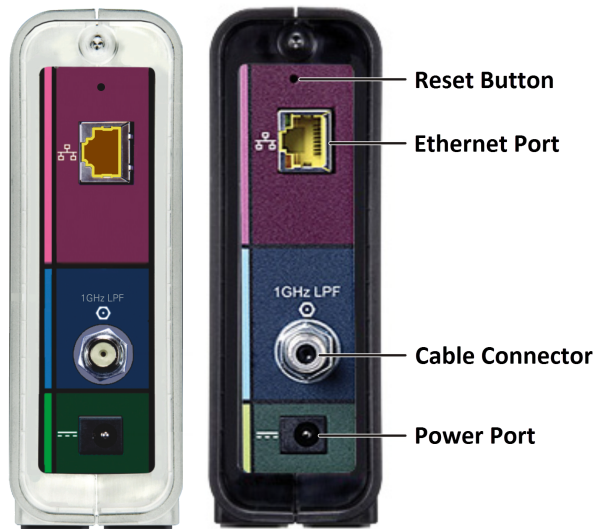 Reset Button
Ethernet Port
1GHz LPF
1GHz LPF
Cable Connector
Power Port